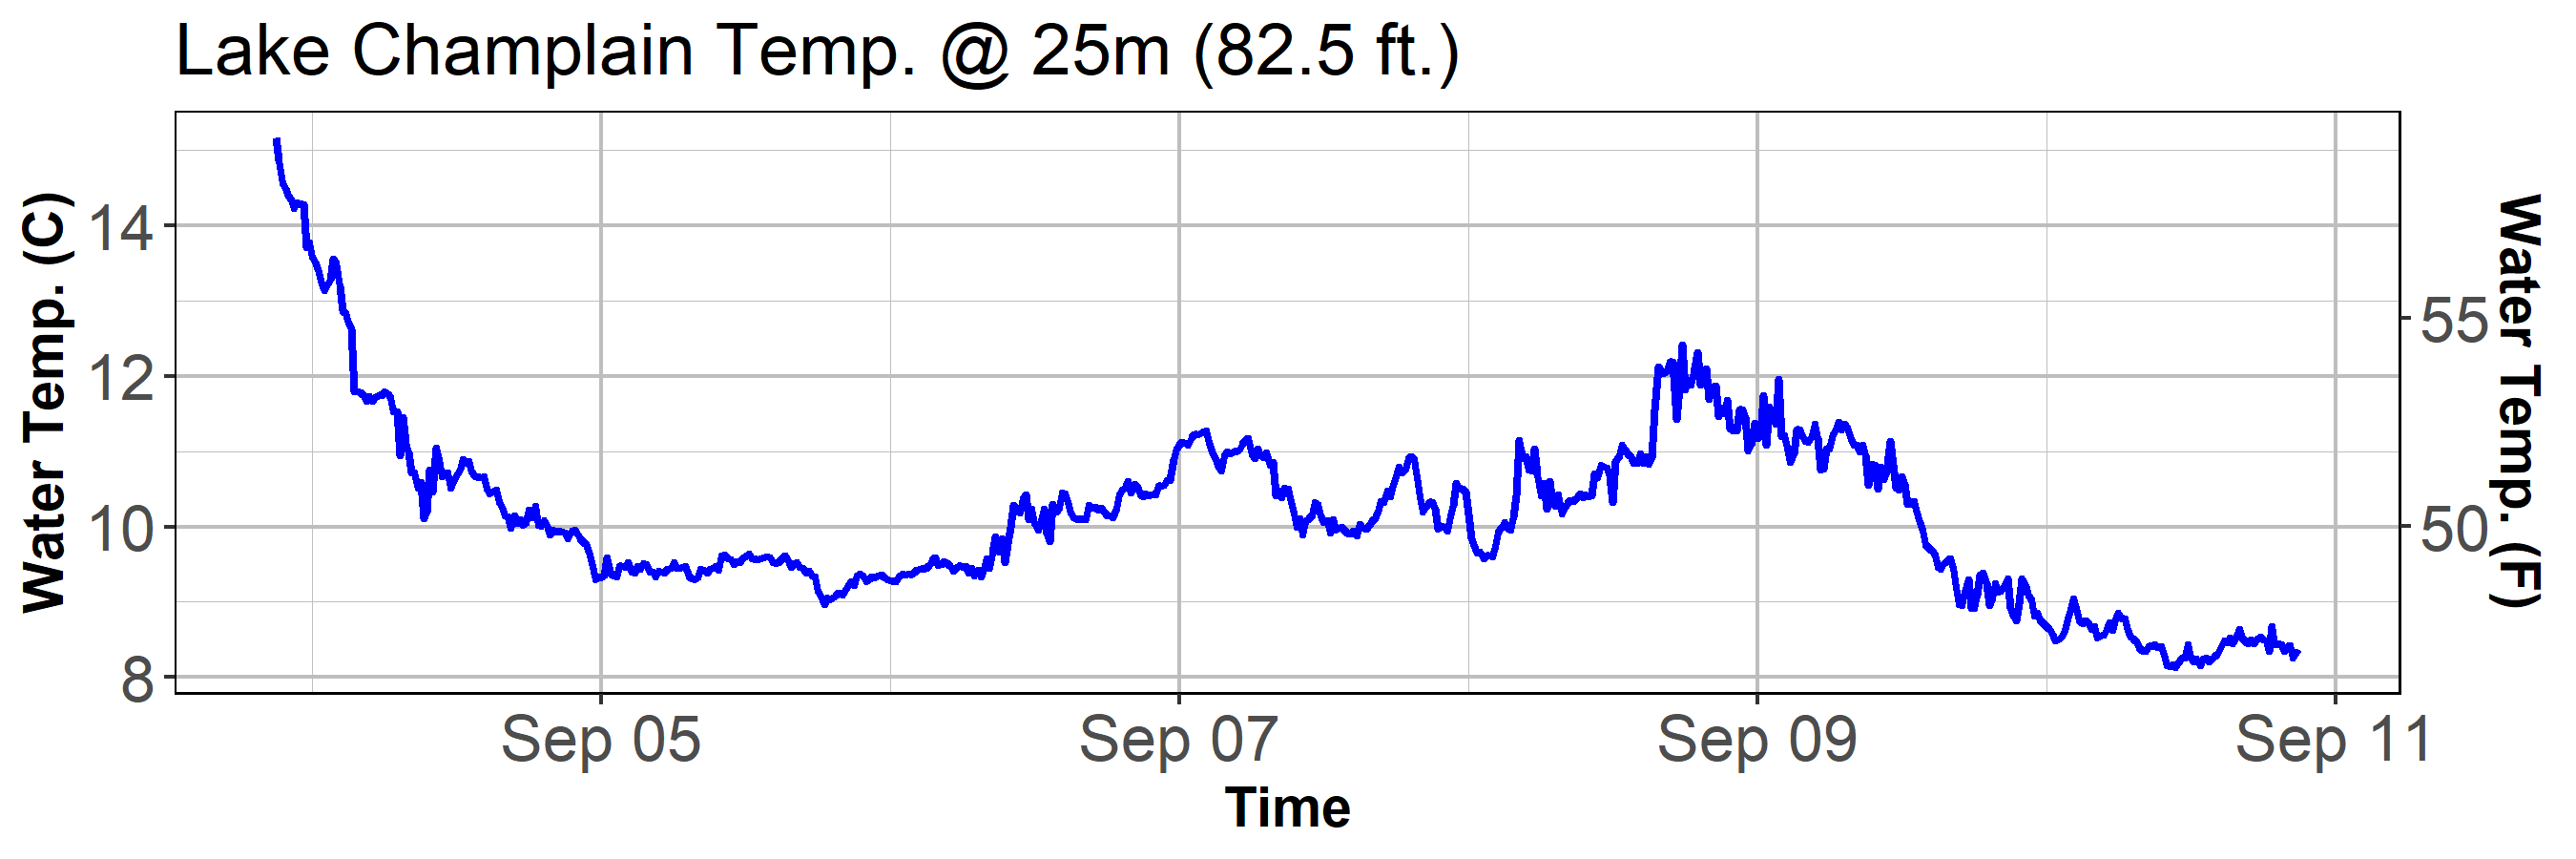 Lake Champlain Temp. @ 25m (82.5 ft.)
Water Temp. (C)
14
12
10
8
55
50
Water Temp. (F)
Sep 05
Sep 07
Sep 09
Sep 11
Time